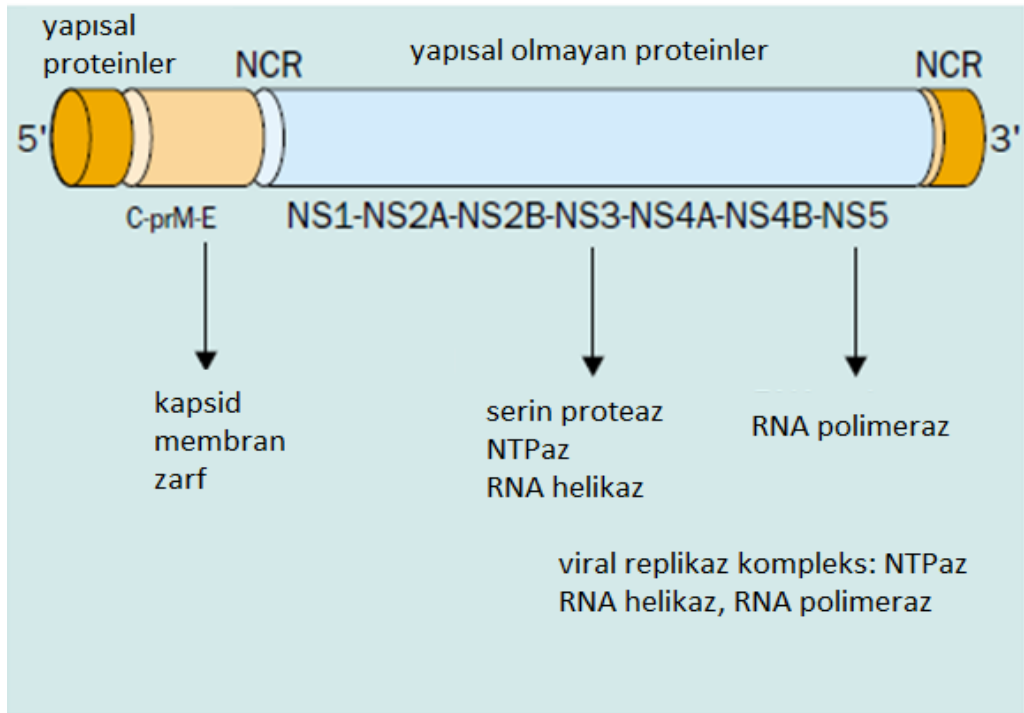 yapısal
proteinler
NCR
yapısal olmayan proteinler
NCR
5'
3'
C-prM-E
NS1-NS2A-NS2B-NS3-NS4A-NS4B-NS5
kapsid
membran
zarf
serin proteaz
NTPaz
RNA helikaz
RNA polimeraz
viral replikaz kompleks: NTPaz
RNA helikaz, RNA polimeraz